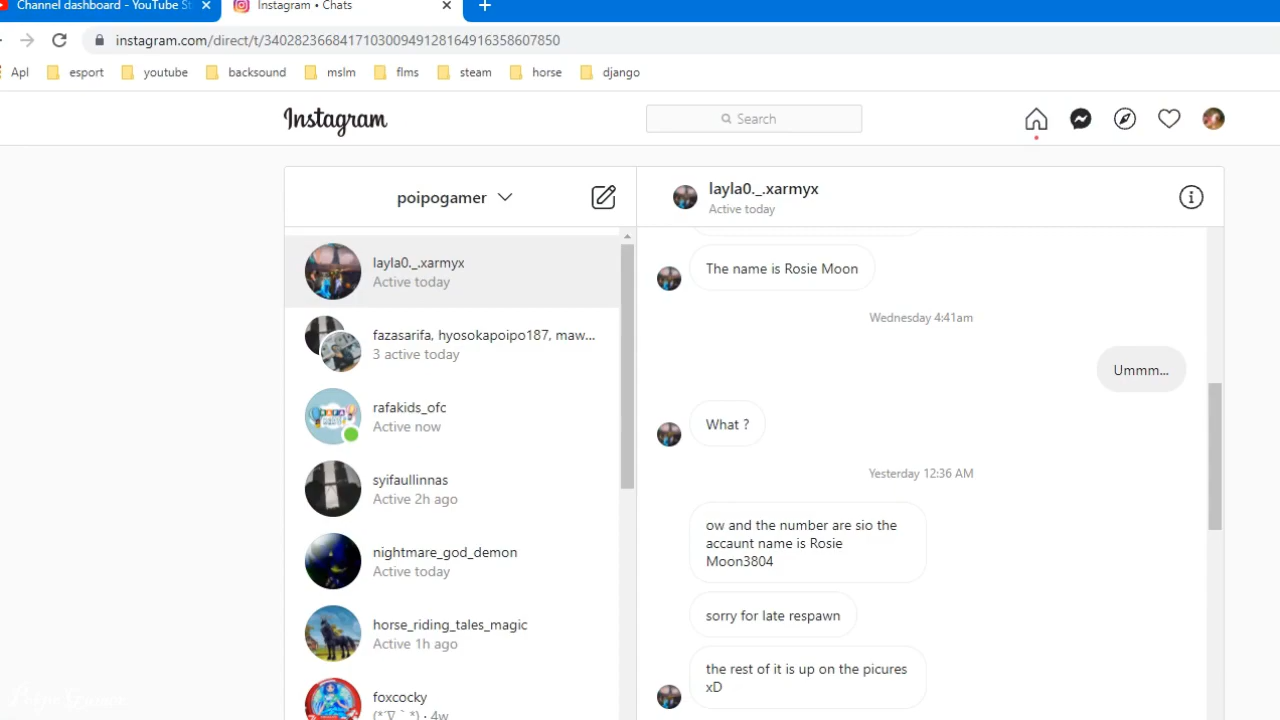 Channel dashboard - YouTube St
Instagram • Chats
instagram.com/direct/t/340282366841710300949128164916358607850
Apl
esport
youtube
backsound
mslm
flms
steam
horse
django
Instagram
Search
poipogamer
layla0._.xarmyx
Active today
layla0._.xarmyx
Active today
fazasarifa, hyosokapoipo187, maw...
3 active today
rafakids_ofc
Active now
syifaullinnas
Active 2h ago
nightmare_god_demon
Active today
horse_riding_tales_magic
Active 1h ago
foxcocky
The name is Rosie Moon
Wednesday 4:41am
Ummm...
What ?
Yesterday 12:36 AM
ow and the number are sio the
accaunt name is Rosie
Moon3804
sorry for late respawn
the rest of it is up on the picures
xD